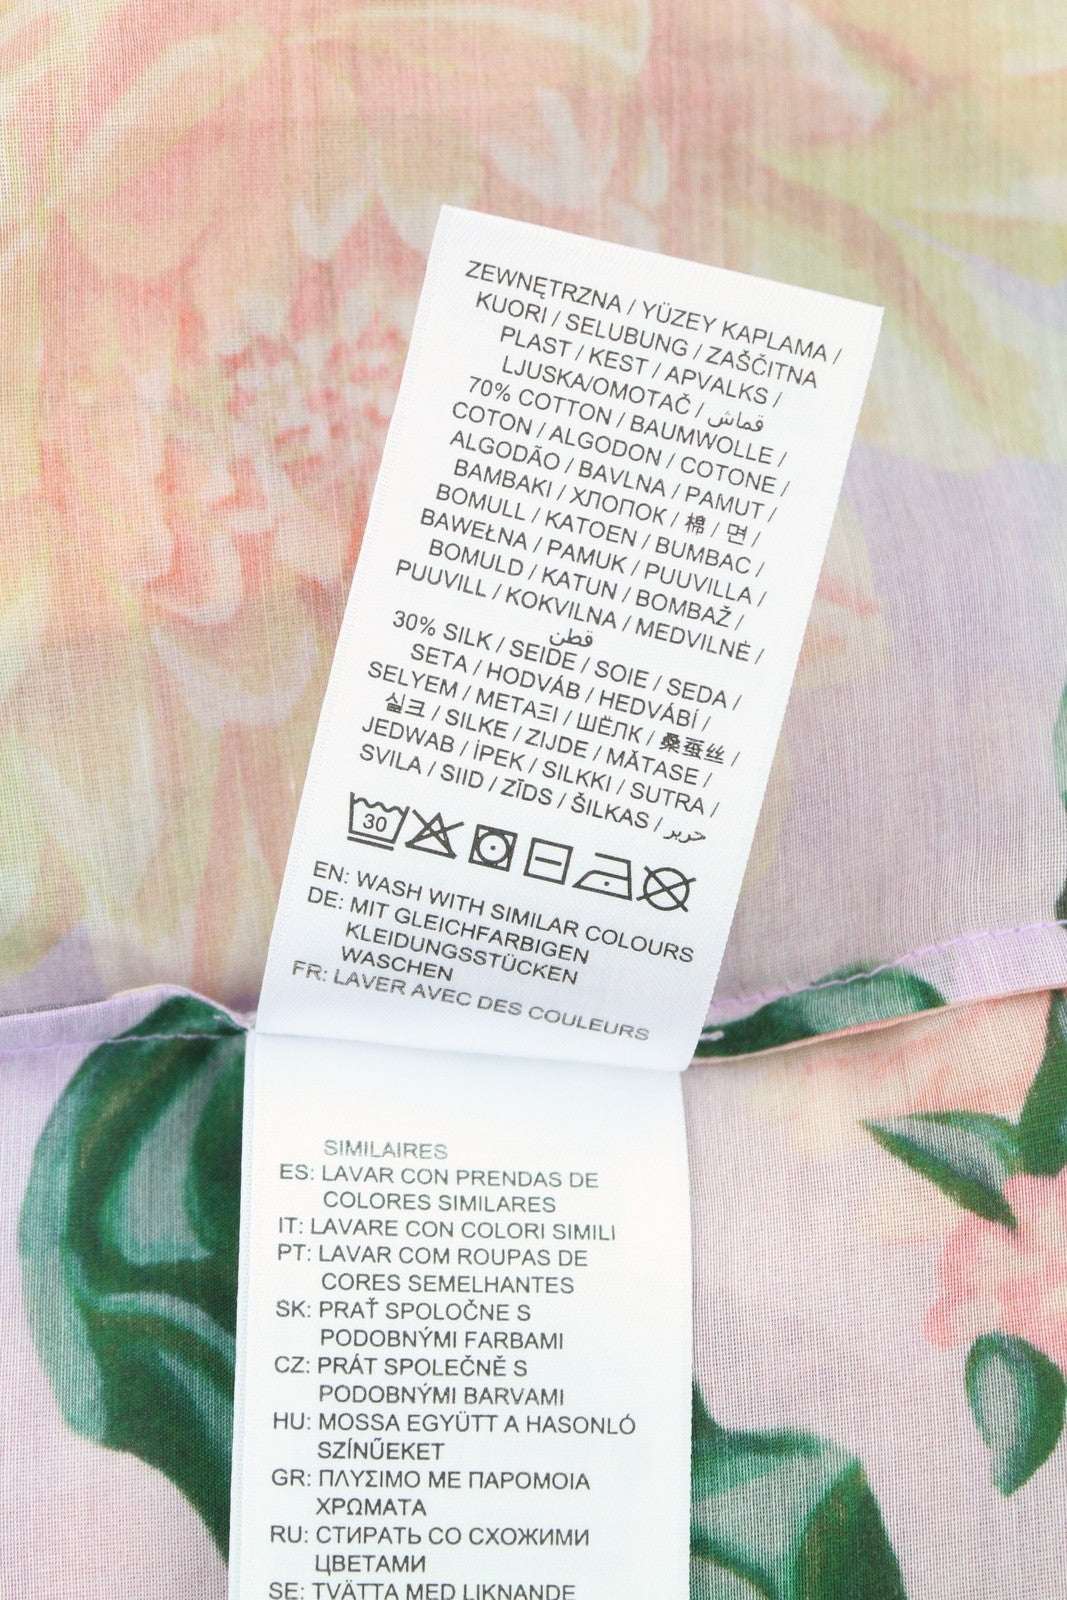 ZEWNĘTRZNA / YÜZEY KAPLAMA /
KUORI / SELUBUNG / ZAŠČITNA
PLAST / KEST / APVALKS /
LJUSKA/OMOTAČ / قماش
70% COTTON / BAUMWOLLE /
COTON / ALGODON / COTONE /
ALGODÃO / BAVLNA / PAMUT /
BAMBAKI / ХЛОПОК / 棉 / 면 /
BOMULL / KATOEN / BUMBAC /
BAWEŁNA / PAMUK / PUUVILLA /
BOMULD / KATUN / BOMBAŽ /
PUUVILL / KOKVILNA / MEDVILNĖ /
قطن
30% SILK / SEIDE / SOIE / SEDA /
SETA / HODVÁB / HEDVÁBÍ /
SELYEM / ΜΕΤΑΞΙ / ШЁЛК / 桑蚕丝 /
실크 / SILKE / ZIJDE / MĂTASE /
JEDWAB / İPEK / SILKKI / SUTRA /
SVILA / SIID / ZĪDS / ŠILKAS / حرير
30
EN: WASH WITH SIMILAR COLOURS
DE: MIT GLEICHFARBIGEN
KLEIDUNGSSTÜCKEN
WASCHEN
FR: LAVER AVEC DES COULEURS
SIMILAIRES
ES: LAVAR CON PRENDAS DE
COLORES SIMILARES
IT: LAVARE CON COLORI SIMILI
PT: LAVAR COM ROUPAS DE
CORES SEMELHANTES
SK: PRAŤ SPOLOČNE S
PODOBNÝMI FARBAMI
CZ: PRÁT SPOLEČNĚ S
PODOBNÝMI BARVAMI
HU: MOSSA EGYÜTT A HASONLÓ
SZÍNŰEKET
GR: ΠΛΥΣΙΜΟ ΜΕ ΠΑΡΟΜΟΙΑ
ΧΡΩΜΑΤΑ
RU: СТИРАТЬ СО СХОЖИМИ
ЦВЕТАМИ
SE: TVÄTTA MED LIKNANDE